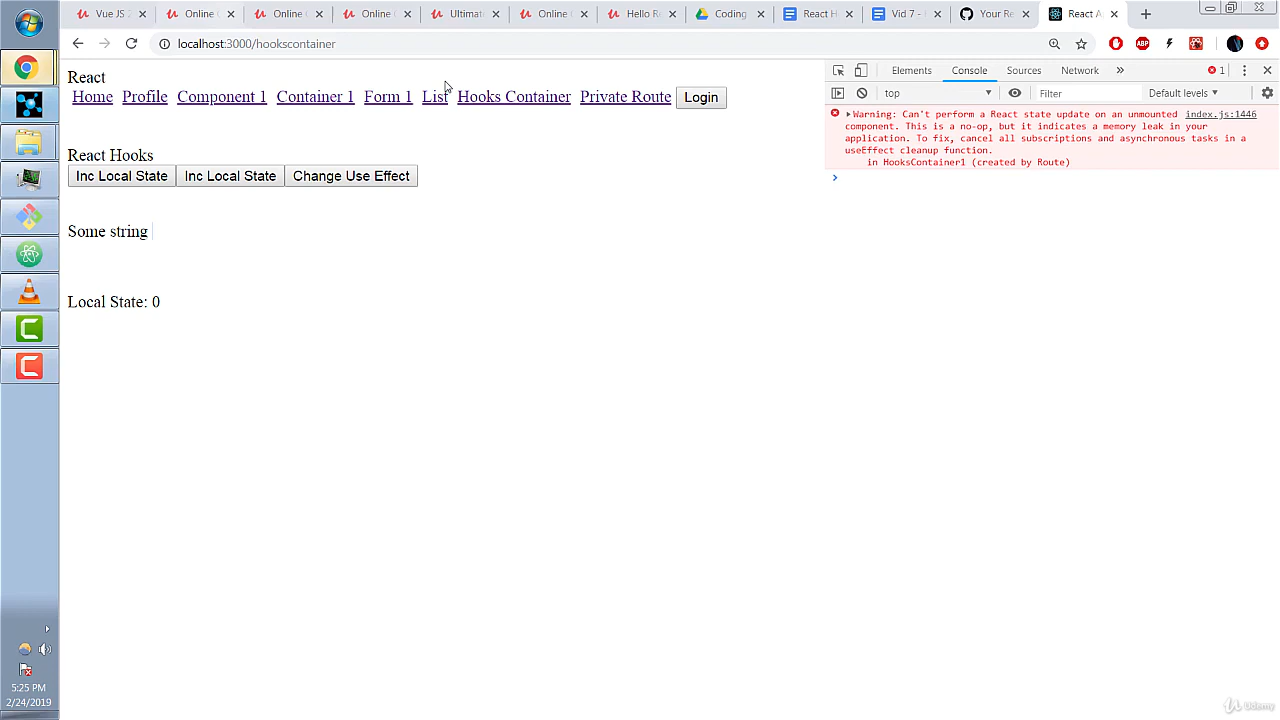 Vue JS 2
Online C
Online C
Online C
Ultimat
Online C
Hello Re
Coding
React H
Vid 7 -
Your Re
React A
localhost:3000/hookscontainer
React
Home Profile Component 1 Container 1 Form 1 List Hooks Container Private Route Login
React Hooks
Inc Local State Inc Local State Change Use Effect
Some string
Local State: 0
Elements Console Sources Network » 1
top Filter Default levels
Warning: Can't perform a React state update on an unmounted index.js:1446
component. This is a no-op, but it indicates a memory leak in your
application. To fix, cancel all subscriptions and asynchronous tasks in a
useEffect cleanup function.
in HooksContainer1 (created by Route)
5:25 PM
2/24/2019
Udemy